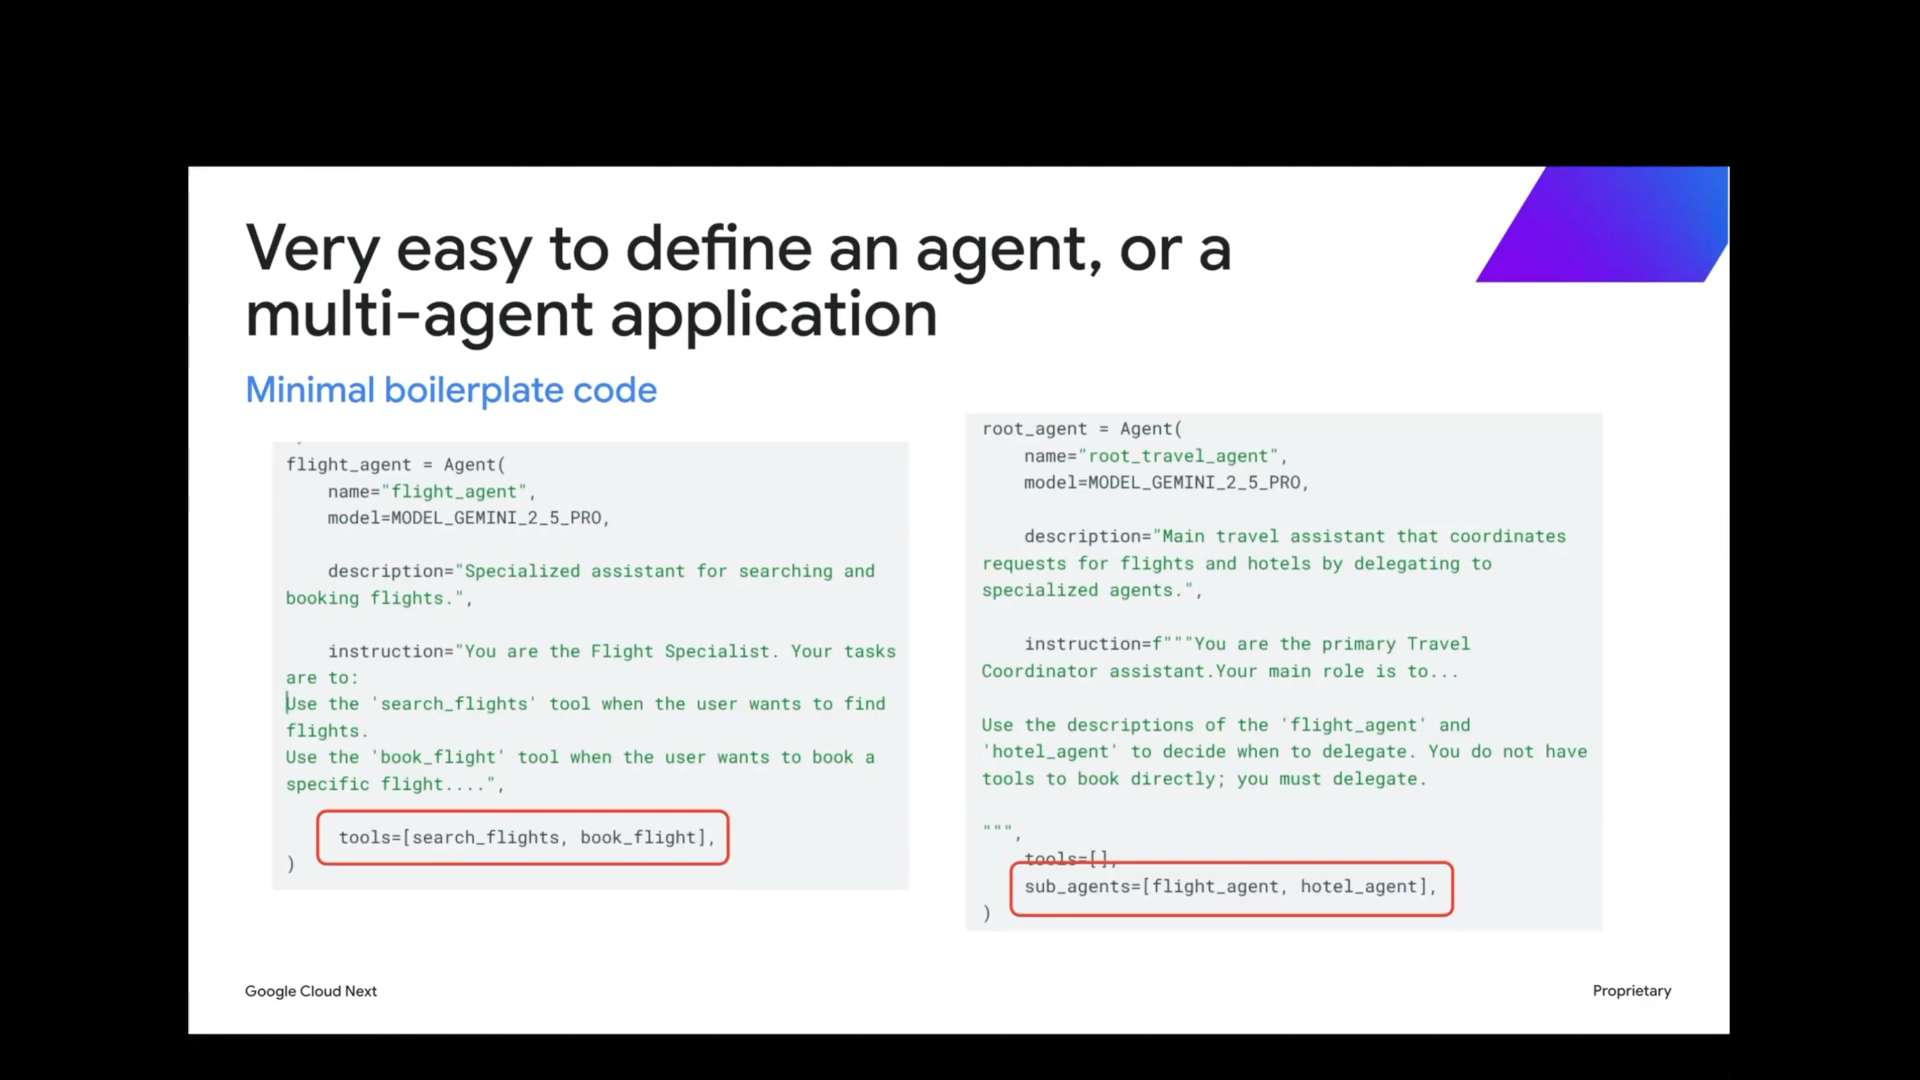 Very easy to define an agent, or a
multi-agent application
Minimal boilerplate code
flight_agent = Agent(
name="flight_agent",
model=MODEL_GEMINI_2_5_PRO,
description="Specialized assistant for searching and
booking flights.",
instruction="You are the Flight Specialist. Your tasks
are to:
Use the 'search_flights' tool when the user wants to find
flights.
Use the 'book_flight' tool when the user wants to book a
specific flight....",
tools=[search_flights, book_flight],
)
root_agent = Agent(
name="root_travel_agent",
model=MODEL_GEMINI_2_5_PRO,
description="Main travel assistant that coordinates
requests for flights and hotels by delegating to
specialized agents.",
instruction=f"""You are the primary Travel
Coordinator assistant.Your main role is to...
Use the descriptions of the 'flight_agent' and
'hotel_agent' to decide when to delegate. You do not have
tools to book directly; you must delegate.
""",
tools=[],
sub_agents=[flight_agent, hotel_agent],
)
Google Cloud Next
Proprietary